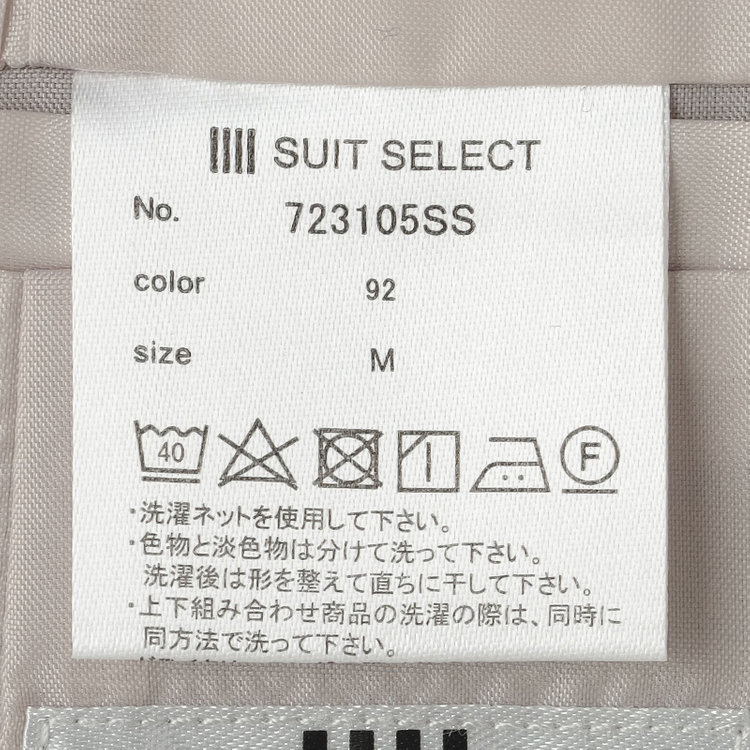 SUIT SELECT
No. 723105SS
color 92
size M
40 F
・洗濯ネットを使用して下さい。
・色物と淡色物は分けて洗って下さい。
洗濯後は形を整えて直ちに干して下さい。
・上下組み合わせ商品の洗濯の際は、同時に
同方法で洗って下さい。